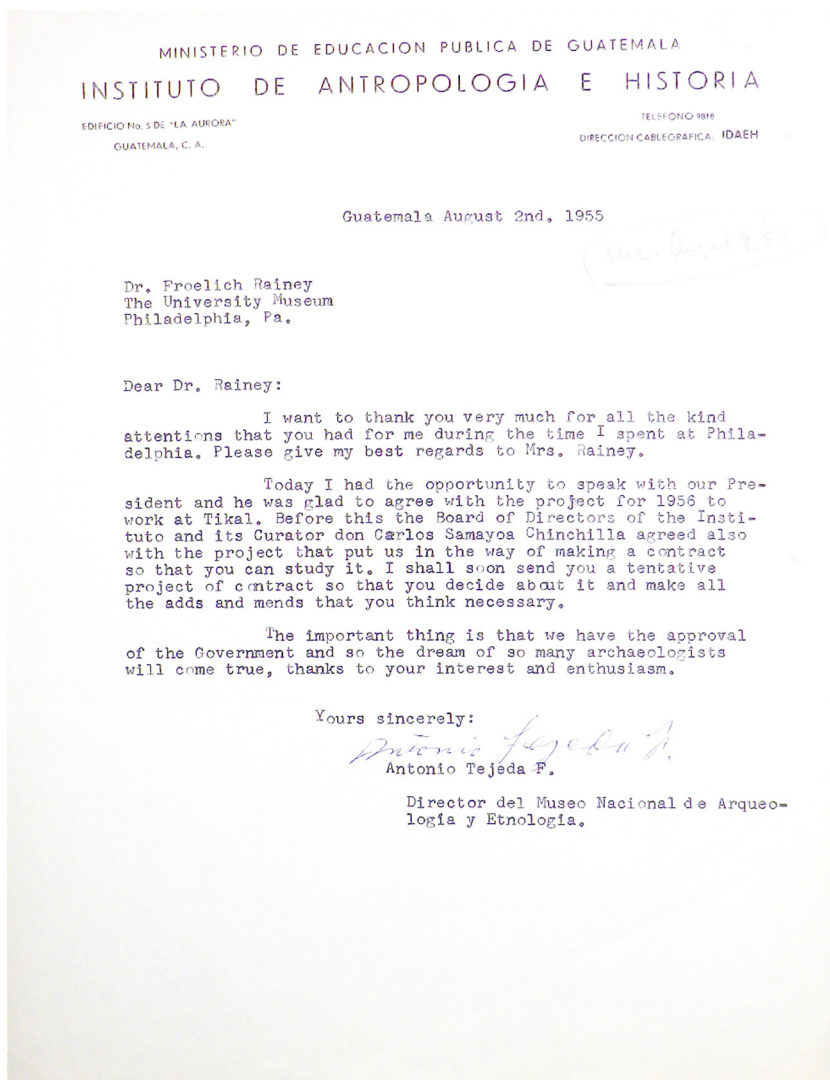 MINISTERIO DE EDUCACION PUBLICA DE GUATEMALA
INSTITUTO DE ANTROPOLOGIA E HISTORIA
EDIFICIO No. 5 DE "LA AURORA"
GUATEMALA, C. A.
TELEFONO 9818
DIRECCION CABLEGRAFICA: IDAEH
Guatemala August 2nd. 1955
August 9, 55
Dr. Froelich Rainey
The University Museum
Philadelphia, Pa.
Dear Dr. Rainey:
I want to thank you very much for all the kind
attentions that you had for me during the time I spent at Phila-
delphia. Please give my best regards to Mrs. Rainey.
Today I had the opportunity to speak with our Pre-
sident and he was glad to agree with the project for 1956 to
work at Tikal. Before this the Board of Directors of the Insti-
tuto and its Curator don Carlos Samayoa Chinchilla agreed also
with the project that put us in the way of making a contract
so that you can study it. I shall soon send you a tentative
project of contract so that you decide about it and make all
the adds and mends that you think necessary.
The important thing is that we have the approval
of the Government and so the dream of so many archaeologists
will come true, thanks to your interest and enthusiasm.
Yours sincerely:
Antonio Tejeda F.
Antonio Tejeda F.
Director del Museo Nacional de Arqueo-
logía y Etnología.